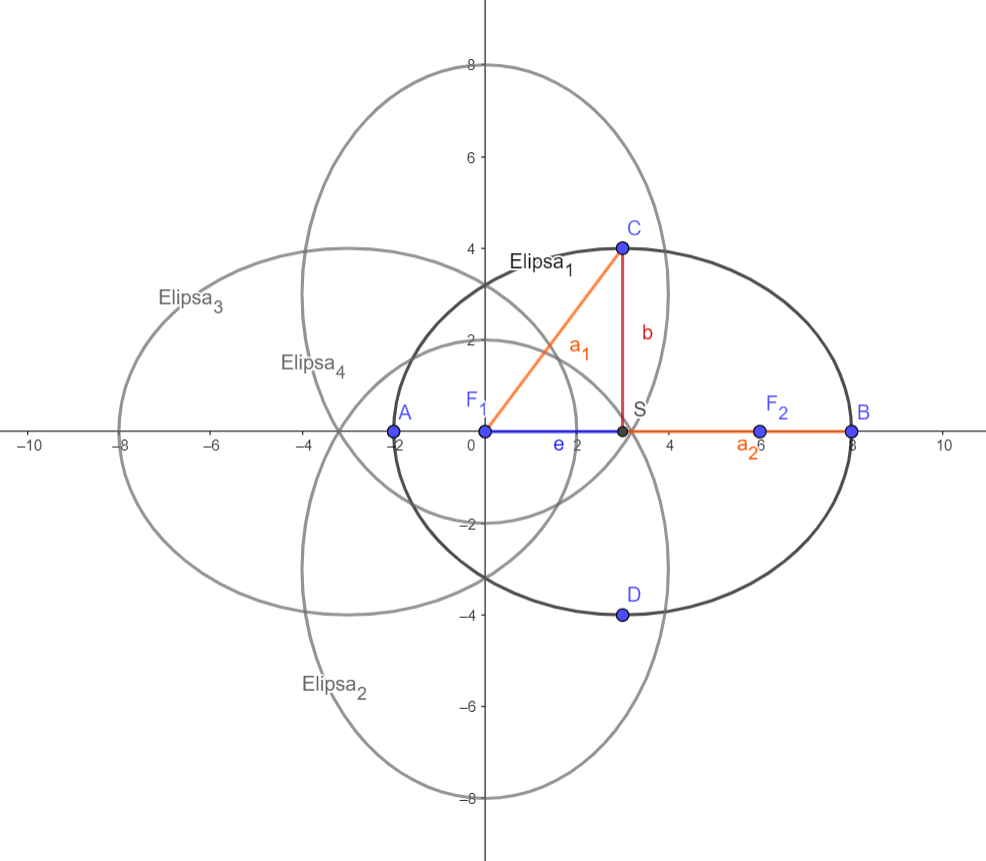 8
6
C
4
Elipsa₁
Elipsa₃
b
2
a₁
Elipsa₄
A
F₁
S
F₂
B
−10
−8
−6
−4
−2
0
e
2
4
a₂
6
8
10
−2
D
−4
Elipsa₂
−6
−8